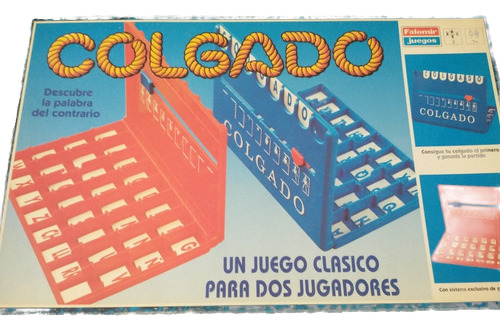 COLGADO
Descubre
la palabra
del contrario
COLGADO
UN JUEGO CLASICO
PARA DOS JUGADORES
Falomir
juegos
COLGADO
COLGADO
Consigue tu colgado el primero
y ganarás la partida
Con sistema exclusivo de